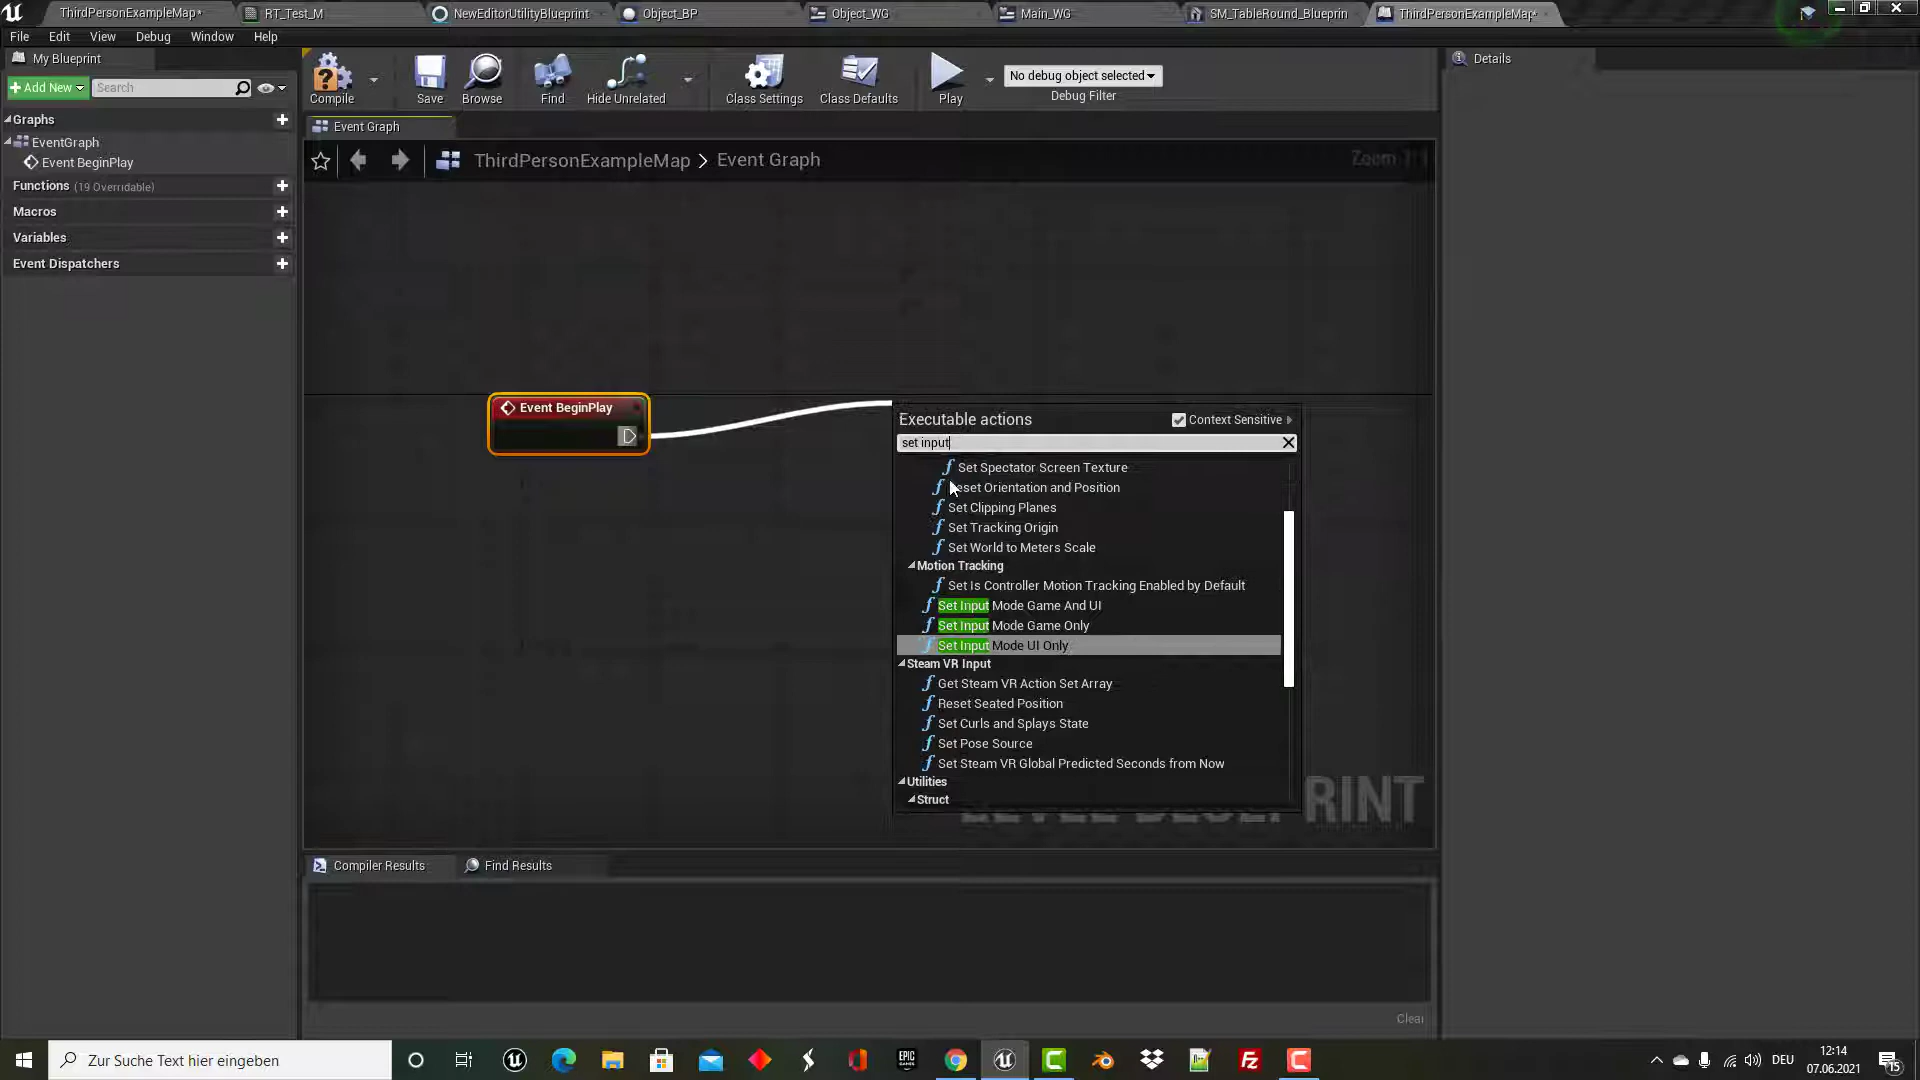 ThirdPersonExampleMap*
RT_Test_M
NewEditorUtilityBlueprint
Object_BP
Object_WG
Main_WG
SM_TableRound_Blueprin
ThirdPersonExampleMap*
File
Edit
View
Debug
Window
Help
My Blueprint
Add New
Search
Compile
Save
Browse
Find
Hide Unrelated
Class Settings
Class Defaults
Play
No debug object selected
Debug Filter
Details
Graphs
EventGraph
Event BeginPlay
Functions (19 Overridable)
Macros
Variables
Event Dispatchers
Event Graph
ThirdPersonExampleMap > Event Graph
Zoom 1:1
Event BeginPlay
Executable actions
Context Sensitive
set input
Set Spectator Screen Texture
Reset Orientation and Position
Set Clipping Planes
Set Tracking Origin
Set World to Meters Scale
Motion Tracking
Set Is Controller Motion Tracking Enabled by Default
Set Input Mode Game And UI
Set Input Mode Game Only
Set Input Mode UI Only
Steam VR Input
Get Steam VR Action Set Array
Reset Seated Position
Set Curls and Splays State
Set Pose Source
Set Steam VR Global Predicted Seconds from Now
Utilities
Struct
Compiler Results
Find Results
Clear
Zur Suche Text hier eingeben
EPIC
DEU
12:14
07.06.2021
15